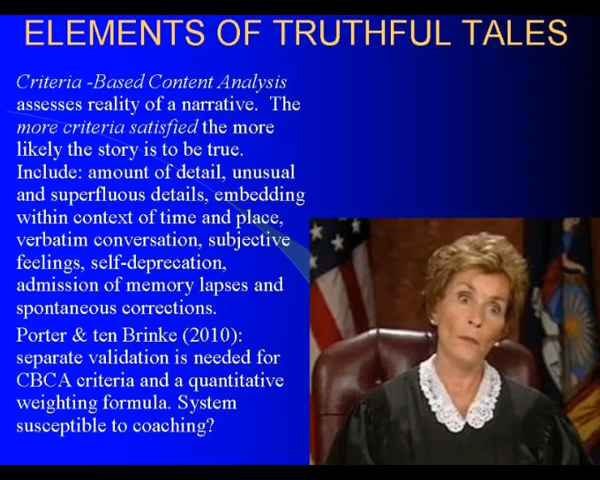 ELEMENTS OF TRUTHFUL TALES
Criteria -Based Content Analysis
assesses reality of a narrative. The
more criteria satisfied the more
likely the story is to be true.
Include: amount of detail, unusual
and superfluous details, embedding
within context of time and place,
verbatim conversation, subjective
feelings, self-deprecation,
admission of memory lapses and
spontaneous corrections.
Porter & ten Brinke (2010):
separate validation is needed for
CBCA criteria and a quantitative
weighting formula. System
susceptible to coaching?